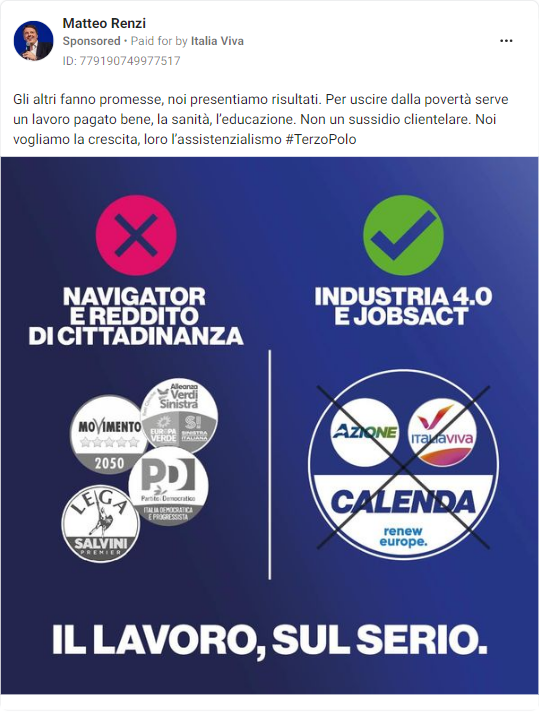 Matteo Renzi
Sponsored • Paid for by Italia Viva
ID: 779190749977517
Gli altri fanno promesse, noi presentiamo risultati. Per uscire dalla povertà serve
un lavoro pagato bene, la sanità, l’educazione. Non un sussidio clientelare. Noi
vogliamo la crescita, loro l’assistenzialismo #TerzoPolo
NAVIGATOR
E REDDITO
DI CITTADINANZA
INDUSTRIA 4.0
E JOBSACT
Alleanza
Verdi
Sinistra
EUROPA
VERDE
SI
SINISTRA
ITALIANA
MOVIMENTO
2050
PD
Partito Democratico
ITALIA DEMOCRATICA
E PROGRESSISTA
LEGA
SALVINI
PREMIER
AZIONE
ITALIAVIVA
CALENDA
renew
europe.
IL LAVORO, SUL SERIO.